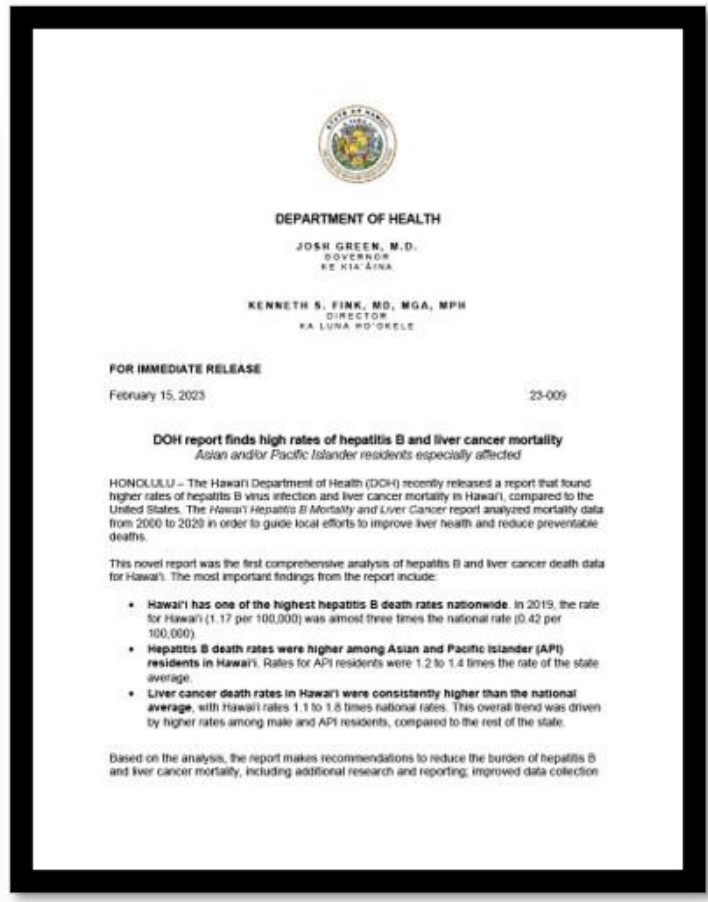 STATE OF HAWAII
DEPARTMENT OF HEALTH
JOSH GREEN, M.D.
GOVERNOR
KE KIAʻĀINA
KENNETH S. FINK, MD, MGA, MPH
DIRECTOR
KA LUNA HOʻOKELE
FOR IMMEDIATE RELEASE
February 15, 2023 23-009
DOH report finds high rates of hepatitis B and liver cancer mortality
Asian and/or Pacific Islander residents especially affected
HONOLULU – The Hawaiʻi Department of Health (DOH) recently released a report that found
higher rates of hepatitis B virus infection and liver cancer mortality in Hawaiʻi, compared to the
United States. The Hawaiʻi Hepatitis B Mortality and Liver Cancer report analyzed mortality data
from 2000 to 2020 in order to guide local efforts to improve liver health and reduce preventable
deaths.
This novel report was the first comprehensive analysis of hepatitis B and liver cancer death data
for Hawaiʻi. The most important findings from the report include:
• Hawaiʻi has one of the highest hepatitis B death rates nationwide. In 2019, the rate
for Hawaiʻi (1.17 per 100,000) was almost three times the national rate (0.42 per
100,000).
• Hepatitis B death rates were higher among Asian and Pacific Islander (API)
residents in Hawaiʻi. Rates for API residents were 1.2 to 1.4 times the rate of the state
average.
• Liver cancer death rates in Hawaiʻi were consistently higher than the national
average, with Hawaiʻi rates 1.1 to 1.8 times national rates. This overall trend was driven
by higher rates among male and API residents, compared to the rest of the state.
Based on the analysis, the report makes recommendations to reduce the burden of hepatitis B
and liver cancer mortality, including additional research and reporting; improved data collection